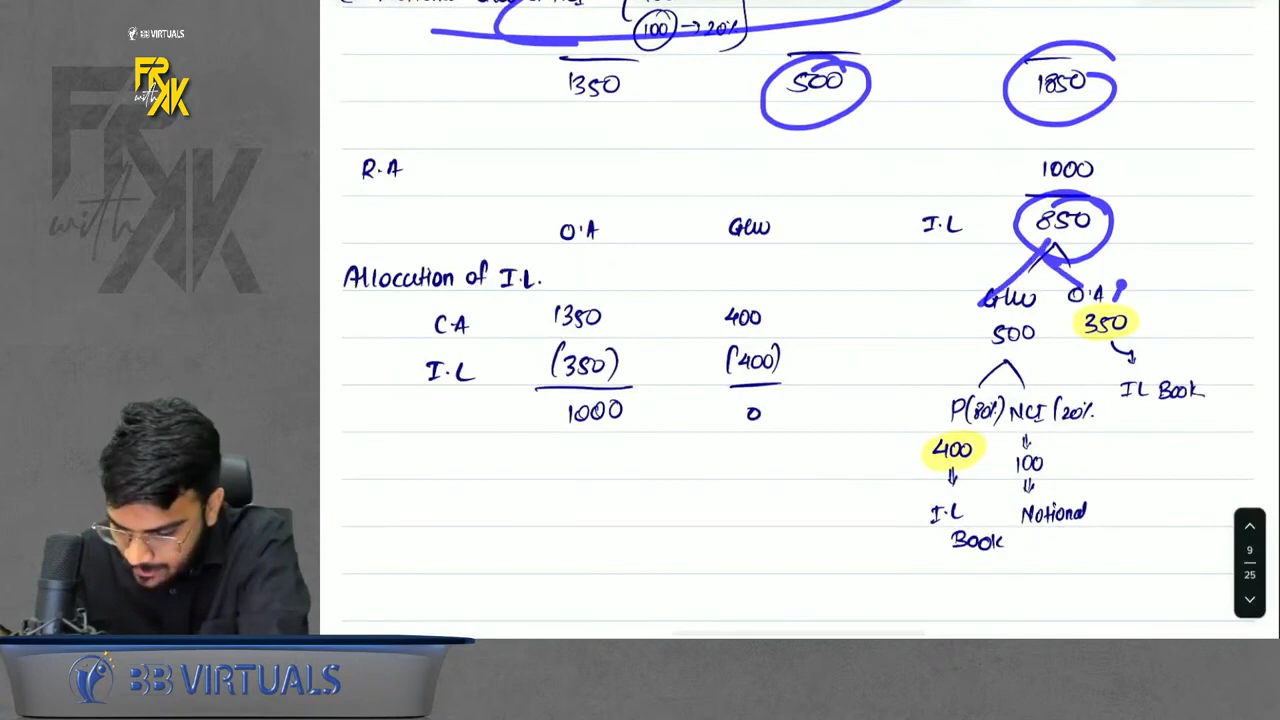 BB VIRTUALS
FR
with AK
100 → 20%
1350 500 1850
R.A 1000
O.A GW I.L 850
Allocation of I.L.
GW O.A
C.A 1350 400 500 350
I.L (350) (400)
IL Book
1000 0 P(80%) NCI (20%
400 100
I.L Notional
Book
9
25
BB VIRTUALS